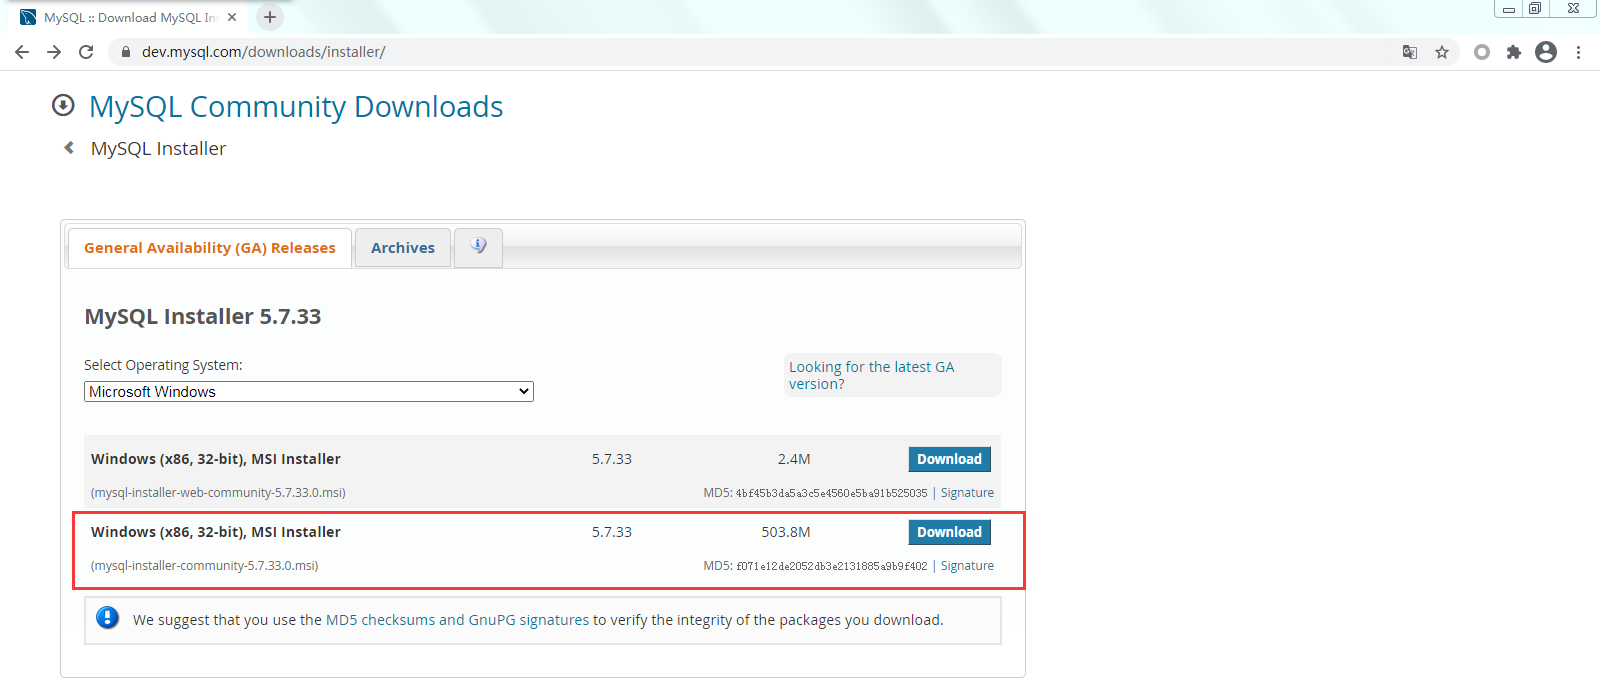 MySQL :: Download MySQL Ins
dev.mysql.com/downloads/installer/
MySQL Community Downloads
MySQL Installer
General Availability (GA) Releases
Archives
MySQL Installer 5.7.33
Select Operating System:
Looking for the latest GA
version?
Microsoft Windows
Windows (x86, 32-bit), MSI Installer 5.7.33 2.4M Download
(mysql-installer-web-community-5.7.33.0.msi) MD5: 4bf45b3da5a3c5e4560e5ba91b525035 | Signature
Windows (x86, 32-bit), MSI Installer 5.7.33 503.8M Download
(mysql-installer-community-5.7.33.0.msi) MD5: f071e12de2052db3e2131885a9b9f402 | Signature
We suggest that you use the MD5 checksums and GnuPG signatures to verify the integrity of the packages you download.